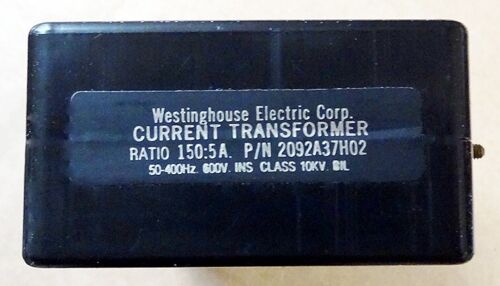 Westinghouse Electric Corp.
CURRENT TRANSFORMER
RATIO 150:5A. P/N 2092A37H02
50-400Hz. 600V. INS CLASS 10KV. BIL